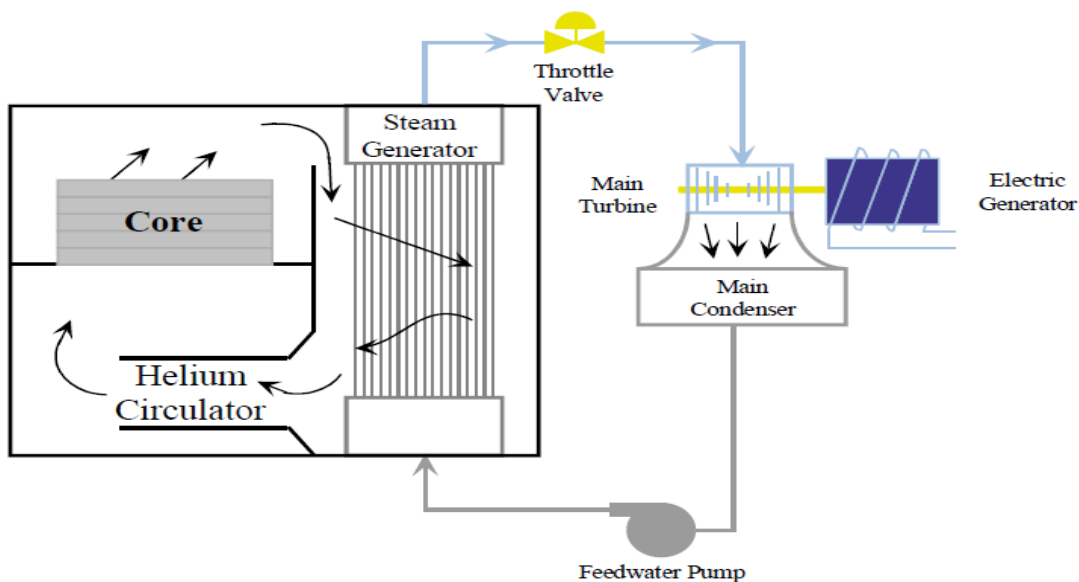 Throttle
Valve
Steam
Generator
Core
Main
Turbine
Electric
Generator
Main
Condenser
Helium
Circulator
Feedwater Pump